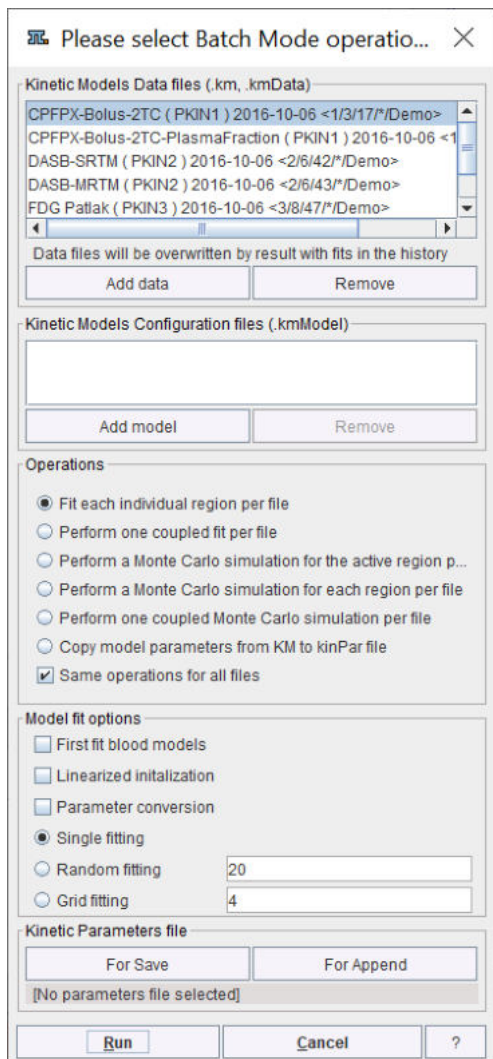 Please select Batch Mode operatio...
Kinetic Models Data files (.km, .kmData)
CPFPX-Bolus-2TC ( PKIN1 ) 2016-10-06 <1/3/17/*/Demo>
CPFPX-Bolus-2TC-PlasmaFraction ( PKIN1 ) 2016-10-06 <1
DASB-SRTM ( PKIN2 ) 2016-10-06 <2/6/42/*/Demo>
DASB-MRTM ( PKIN2 ) 2016-10-06 <2/6/43/*/Demo>
FDG Patlak ( PKIN3 ) 2016-10-06 <3/8/47/*/Demo>
Data files will be overwritten by result with fits in the history
Add data Remove
Kinetic Models Configuration files (.kmModel)
Add model Remove
Operations
Fit each individual region per file
Perform one coupled fit per file
Perform a Monte Carlo simulation for the active region p...
Perform a Monte Carlo simulation for each region per file
Perform one coupled Monte Carlo simulation per file
Copy model parameters from KM to kinPar file
Same operations for all files
Model fit options
First fit blood models
Linearized initalization
Parameter conversion
Single fitting
Random fitting 20
Grid fitting 4
Kinetic Parameters file
For Save For Append
[No parameters file selected]
Run Cancel ?